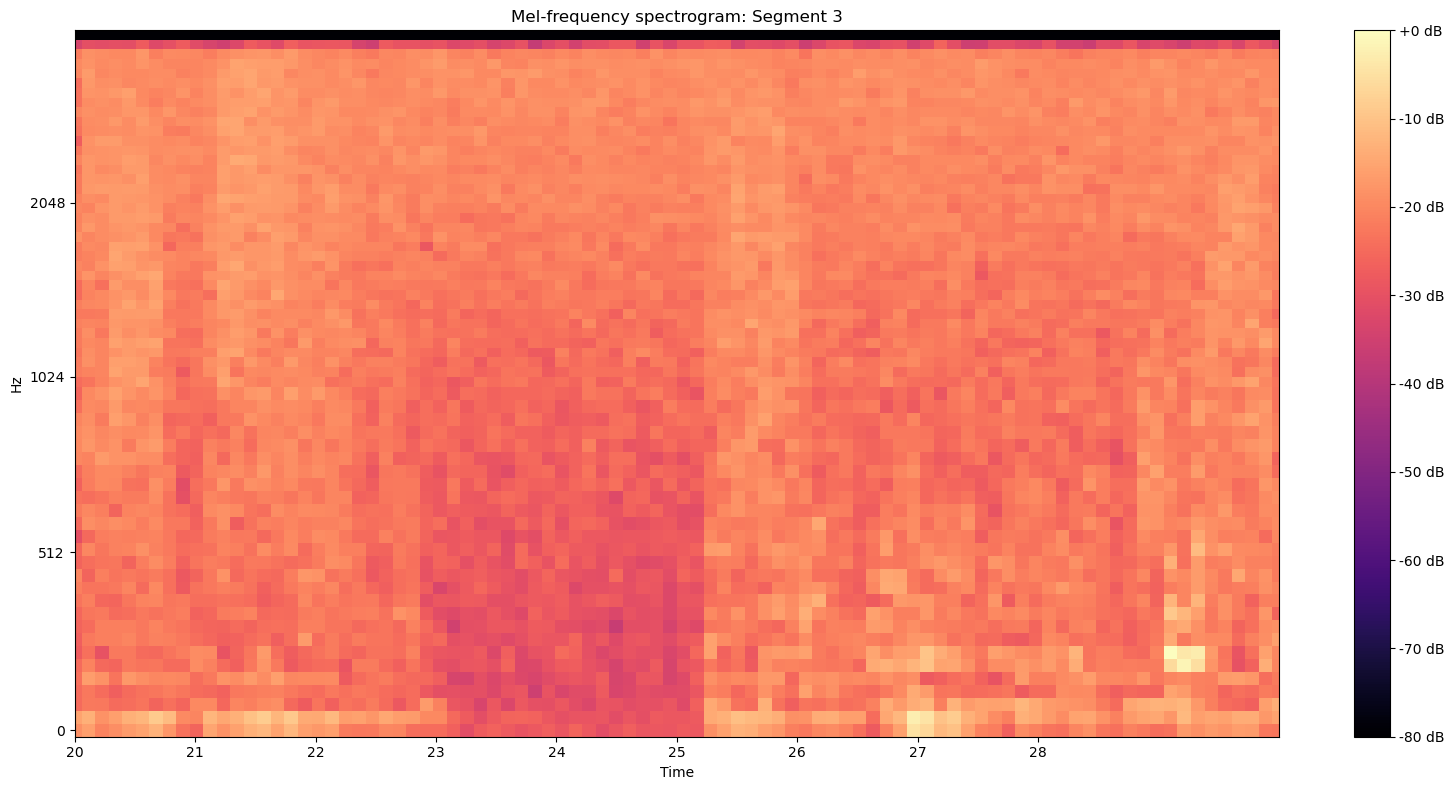 Mel-frequency spectrogram: Segment 3
+0 dB
-10 dB
-20 dB
-30 dB
-40 dB
-50 dB
-60 dB
-70 dB
-80 dB
Hz
2048
1024
512
0
20 21 22 23 24 25 26 27 28
Time